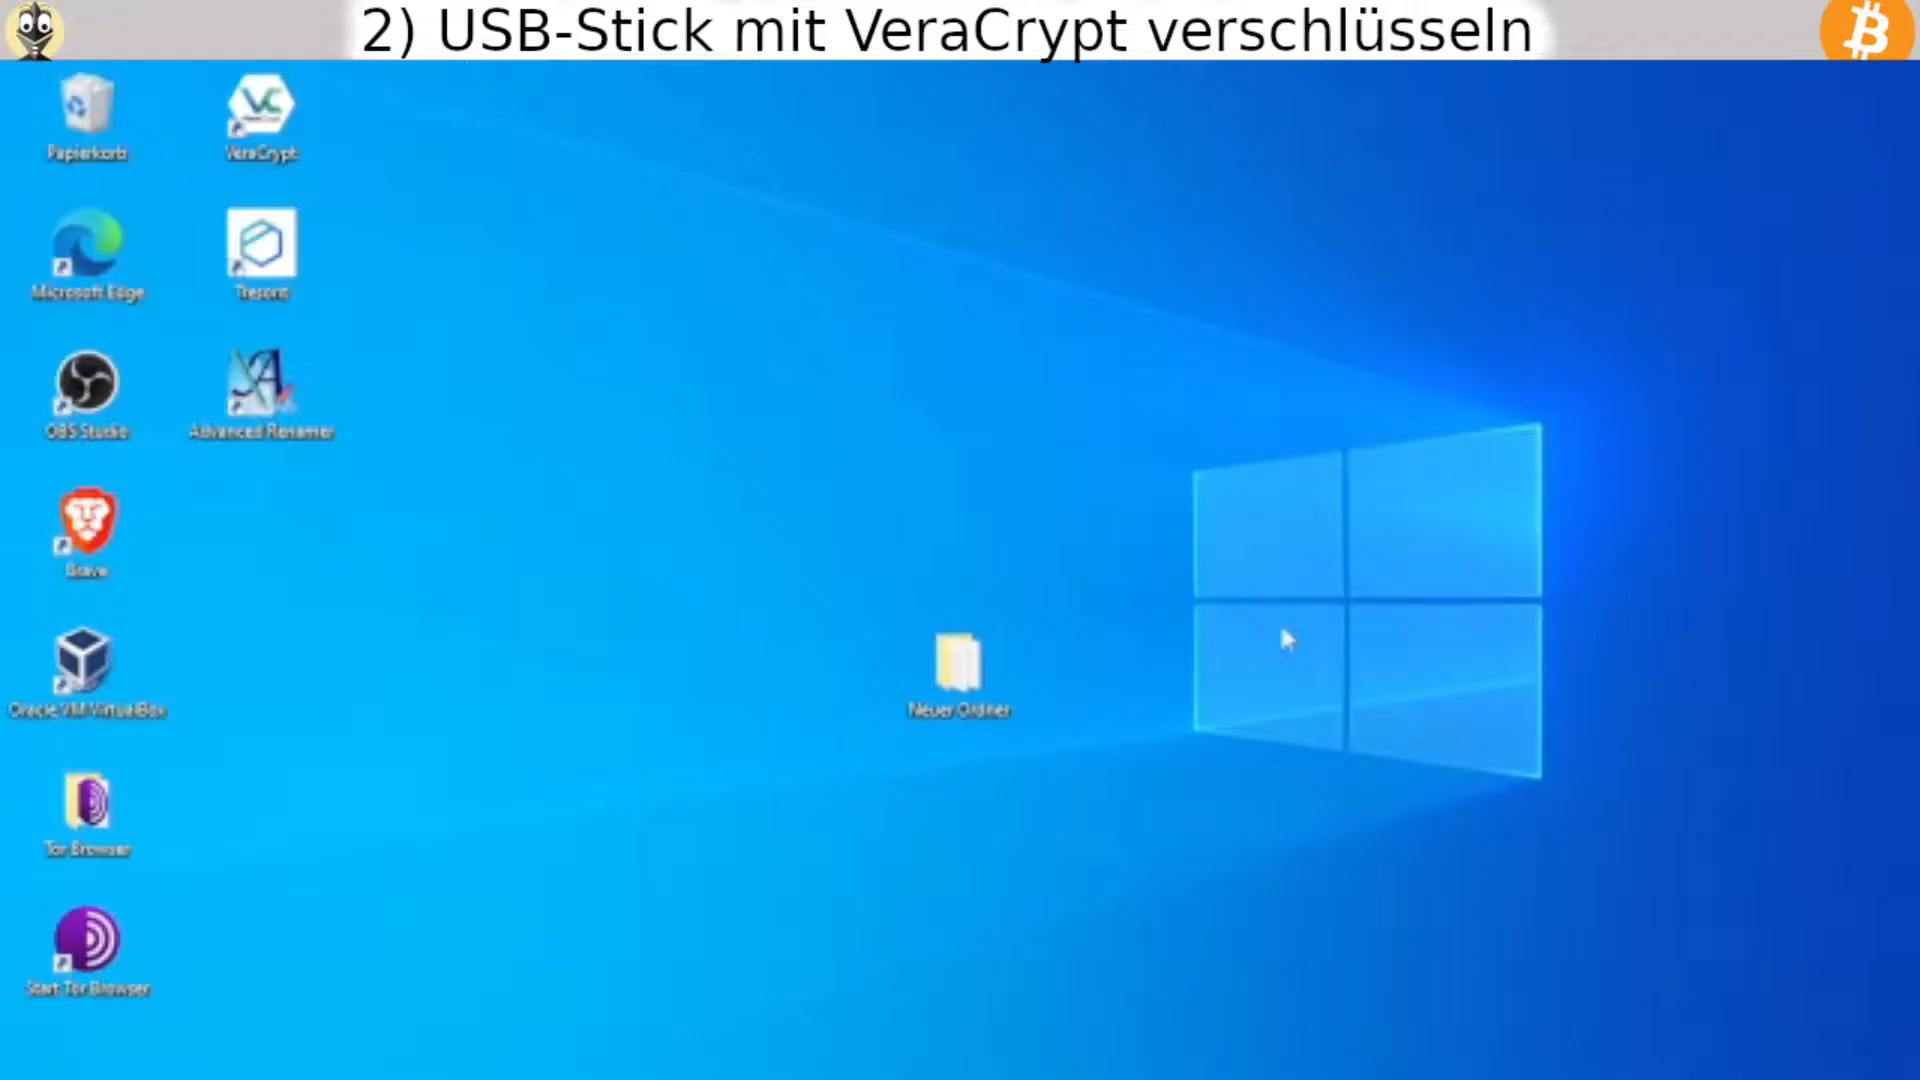 2) USB-Stick mit VeraCrypt verschlüsseln
Papierkorb
VeraCrypt
Microsoft Edge
Tresorit
OBS Studio
Advanced Renamer
Brave
Oracle VM VirtualBox
Neuer Ordner
Tor Browser
Start Tor Browser